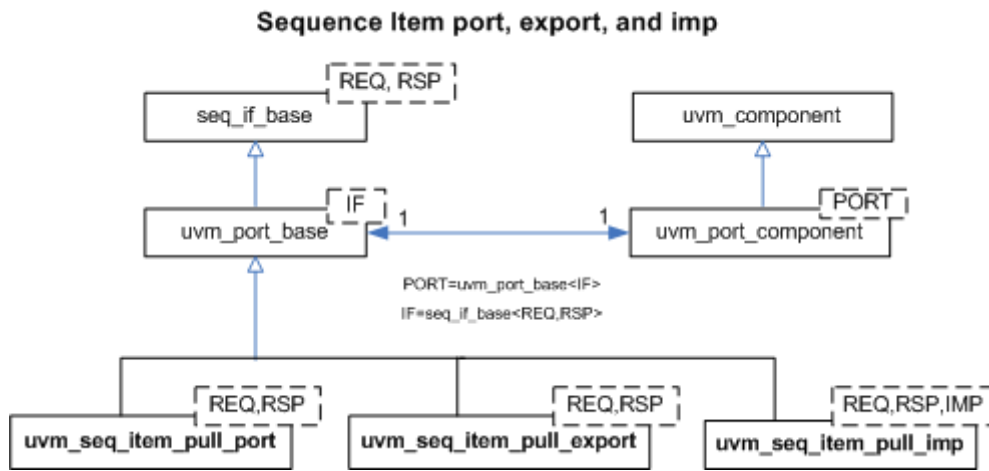 Sequence Item port, export, and imp
REQ, RSP
seq_if_base
uvm_component
IF
PORT
uvm_port_base
1
1
uvm_port_component
PORT=uvm_port_base<IF>
IF=seq_if_base<REQ,RSP>
REQ,RSP
REQ,RSP
REQ,RSP,IMP
uvm_seq_item_pull_port
uvm_seq_item_pull_export
uvm_seq_item_pull_imp